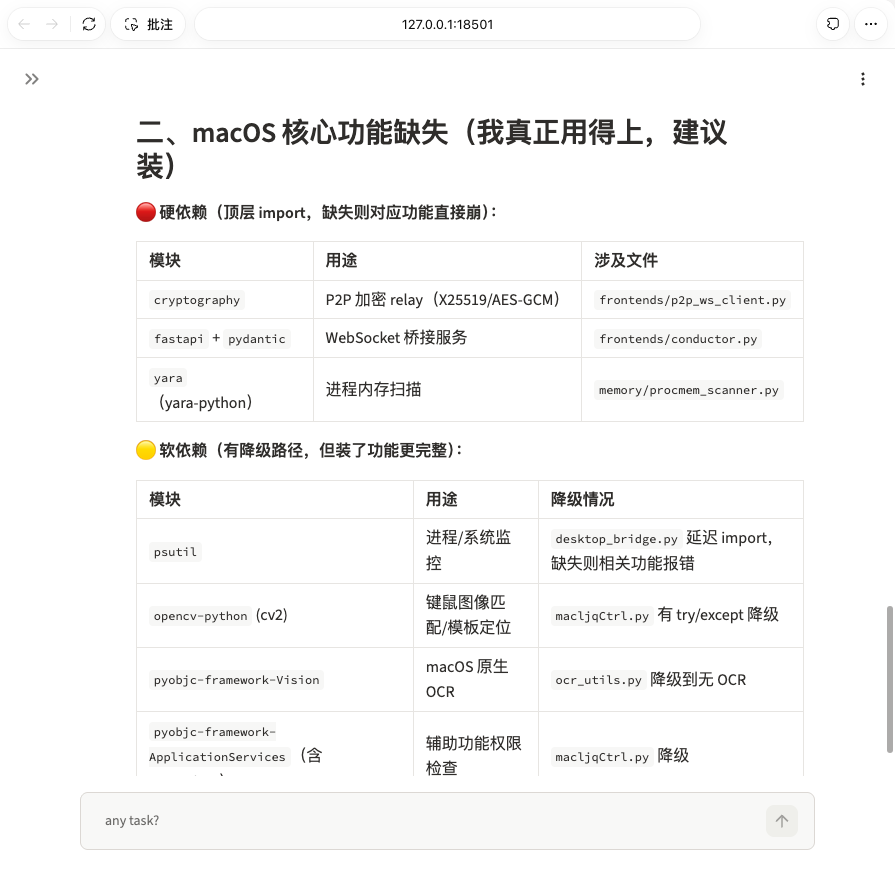 批注
127.0.0.1:18501
二、macOS 核心功能缺失（我真正用得上，建议
装）
硬依赖（顶层 import，缺失则对应功能直接崩）：
模块 用途 涉及文件
cryptography P2P 加密 relay（X25519/AES-GCM） frontends/p2p_ws_client.py
fastapi + pydantic WebSocket 桥接服务 frontends/conductor.py
yara
（yara-python） 进程内存扫描 memory/procmem_scanner.py
软依赖（有降级路径，但装了功能更完整）：
模块 用途 降级情况
psutil
进程/系统监
控
desktop_bridge.py 延迟 import，
缺失则相关功能报错
opencv-python (cv2)
键鼠图像匹
配/模板定位
macljqCtrl.py 有 try/except 降级
pyobjc-framework-Vision
macOS 原生
OCR
ocr_utils.py 降级到无 OCR
pyobjc-framework-
ApplicationServices （含
辅助功能权限
检查
macljqCtrl.py 降级
any task?